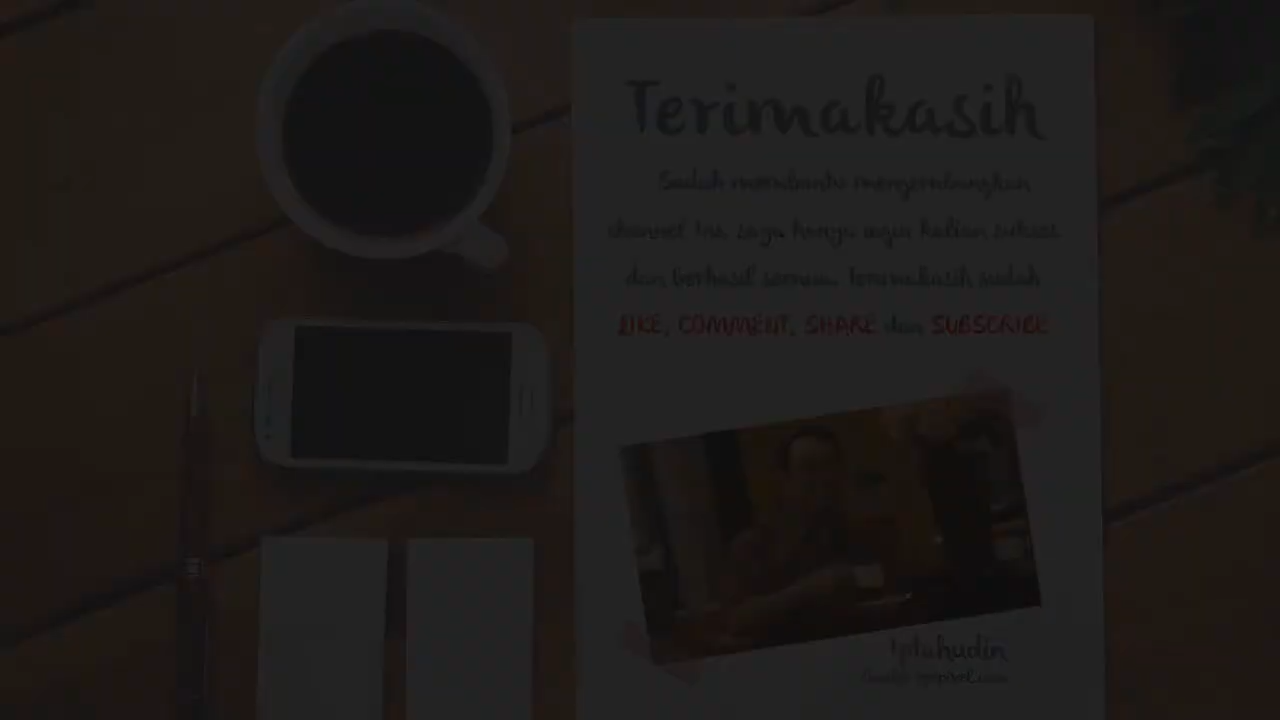 Terimakasih
Sudah membantu mengembangkan
channel ini. saya hanya ingin kalian sukses
dan berhasil semua. terimakasih sudah
LIKE, COMMENT, SHARE dan SUBSCRIBE
Iptahudin